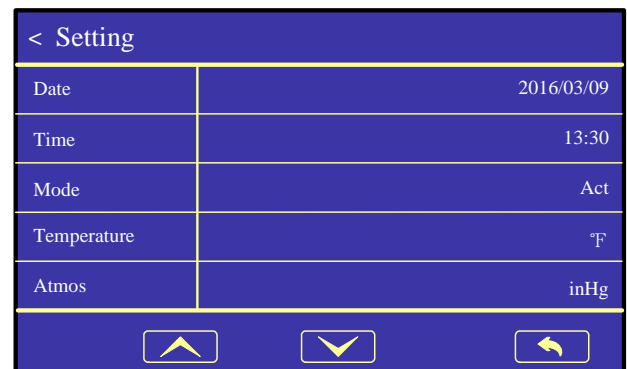 < Setting
Date 2016/03/09
Time 13:30
Mode Act
Temperature ℉
Atmos inHg